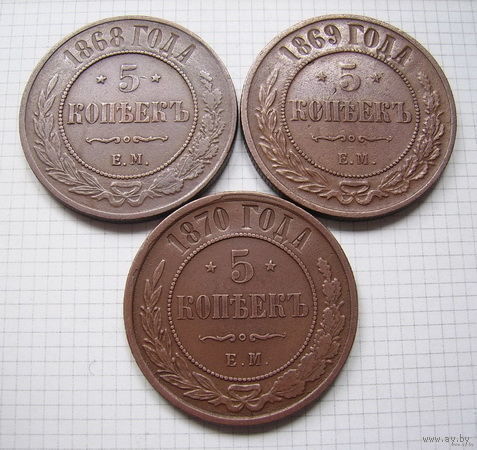 1868 ГОДА
* 5 *
КОПѢЕКЪ
Е.М.
1869 ГОДА
* 5 *
КОПѢЕКЪ
Е.М.
1870 ГОДА
* 5 *
КОПѢЕКЪ
Е.М.
www.ay.by